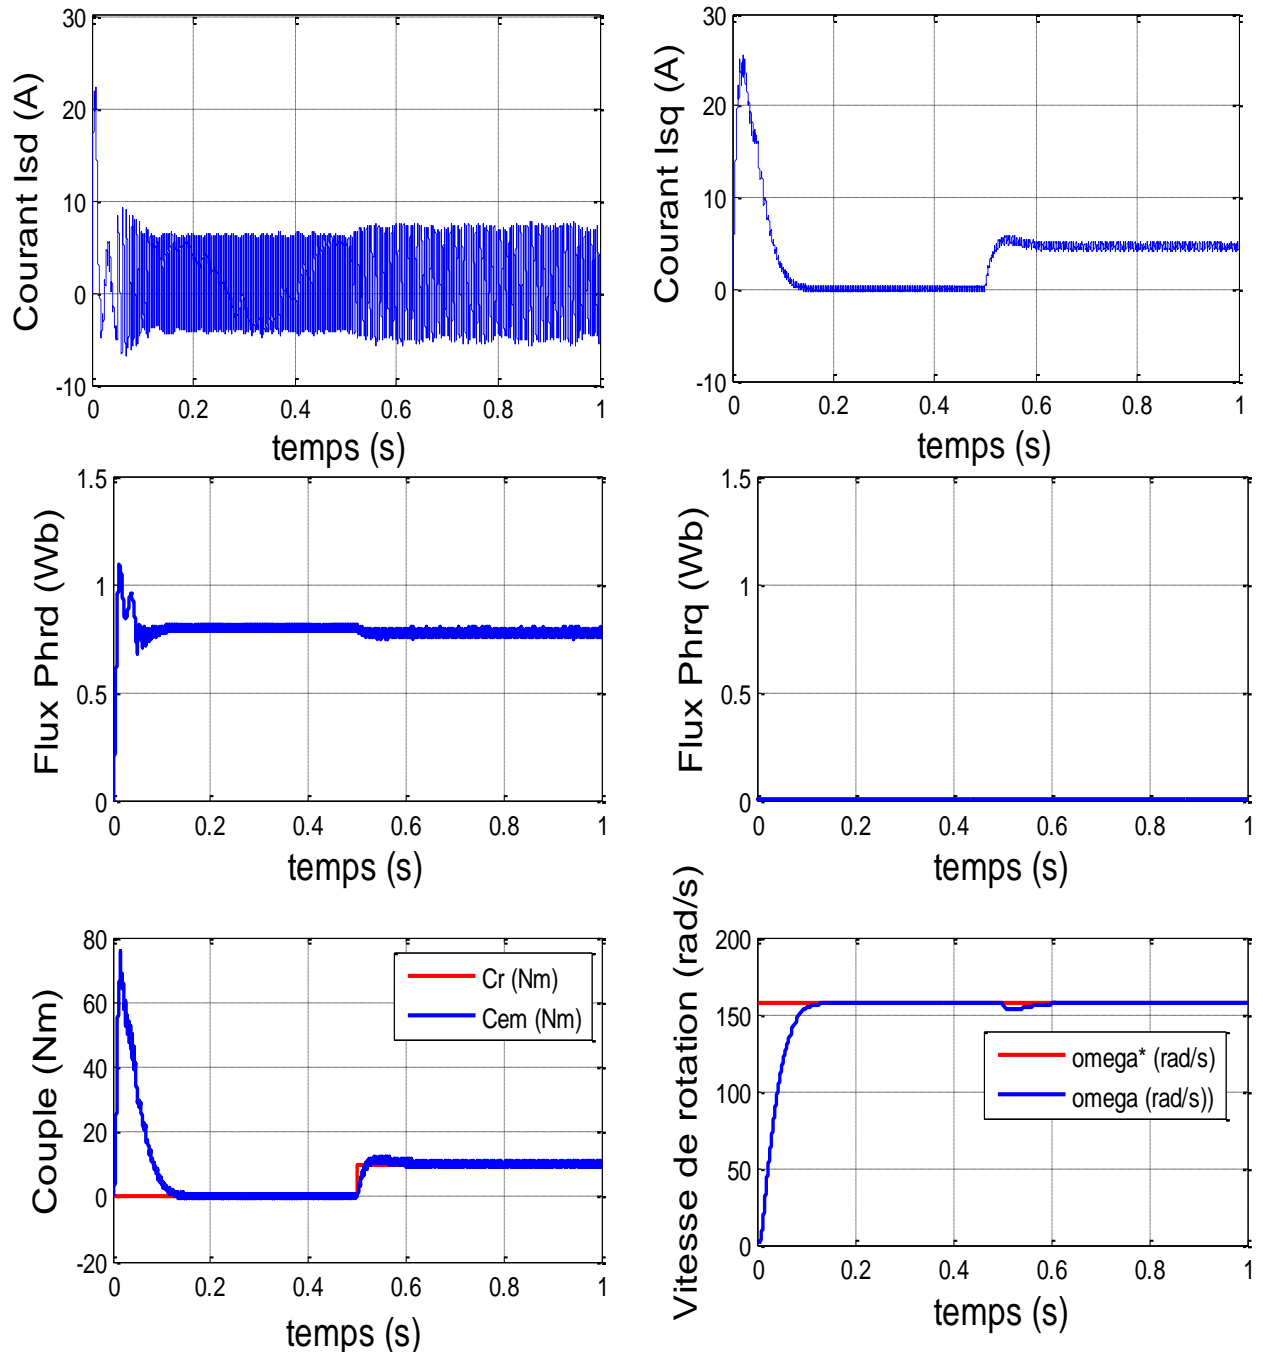 Courant Isd (A)
30
20
10
0
-10
0 0.2 0.4 0.6 0.8 1
temps (s)
Courant Isq (A)
30
20
10
0
-10
0 0.2 0.4 0.6 0.8 1
temps (s)
Flux Phrd (Wb)
1.5
1
0.5
0
0 0.2 0.4 0.6 0.8 1
temps (s)
Flux Phrq (Wb)
1.5
1
0.5
0
0 0.2 0.4 0.6 0.8 1
temps (s)
Couple (Nm)
80
60
40
20
0
-20
Cr (Nm)
Cem (Nm)
0 0.2 0.4 0.6 0.8 1
temps (s)
Vitesse de rotation (rad/s)
200
150
100
50
0
omega* (rad/s)
omega (rad/s))
0 0.2 0.4 0.6 0.8 1
temps (s)